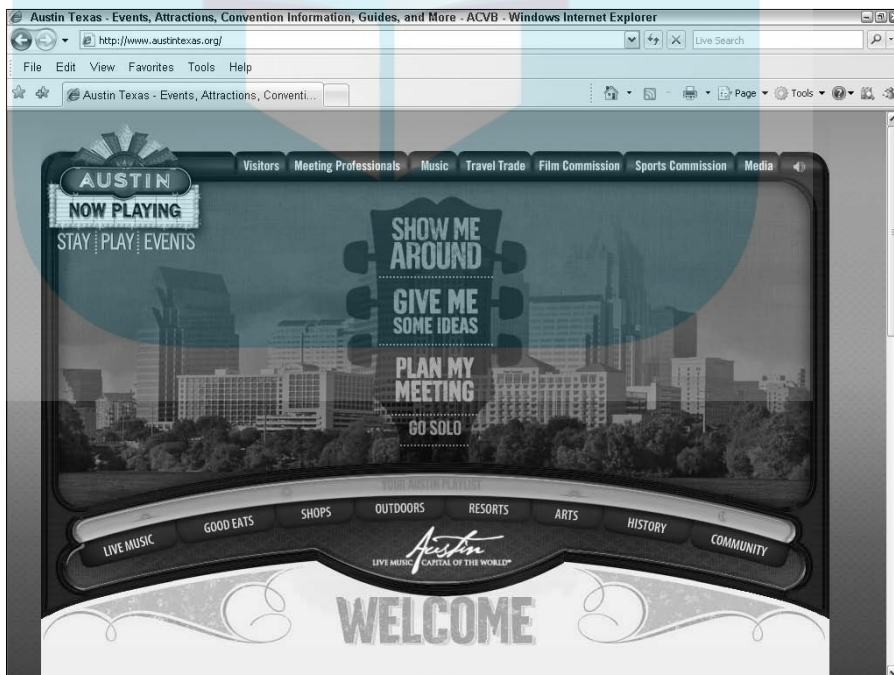 Austin Texas - Events, Attractions, Convention Information, Guides, and More - ACVB - Windows Internet Explorer
http://www.austintexas.org/
Live Search
File Edit View Favorites Tools Help
Austin Texas - Events, Attractions, Conventi...
Page Tools
Visitors Meeting Professionals Music Travel Trade Film Commission Sports Commission Media
AUSTIN
NOW PLAYING
STAY PLAY EVENTS
SHOW ME
AROUND
GIVE ME
SOME IDEAS
PLAN MY
MEETING
GO SOLO
YOUR AUSTIN PLAYLIST
LIVE MUSIC GOOD EATS SHOPS OUTDOORS RESORTS ARTS HISTORY COMMUNITY
Austin
LIVE MUSIC CAPITAL OF THE WORLD®
WELCOME